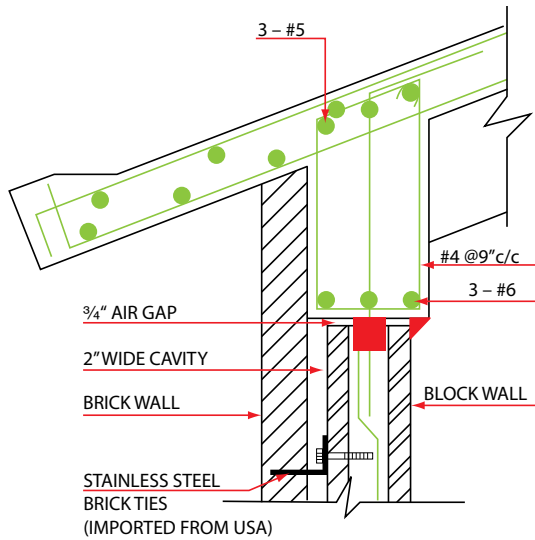 3 – #5
#4 @9"c/c
3 – #6
¾“ AIR GAP
2” WIDE CAVITY
BRICK WALL
BLOCK WALL
STAINLESS STEEL
BRICK TIES
(IMPORTED FROM USA)